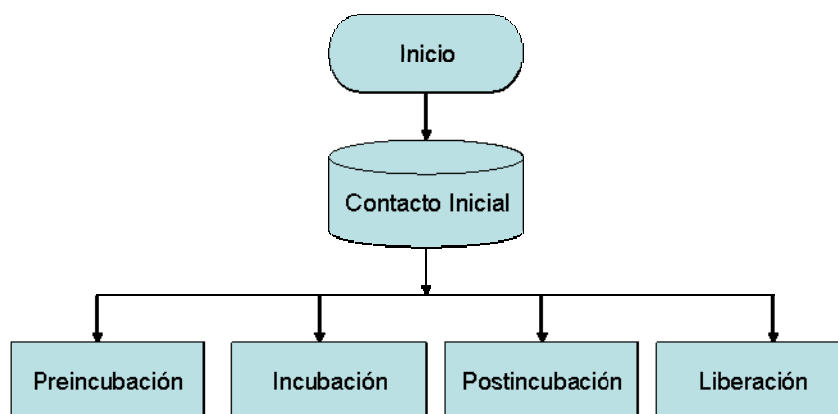 Inicio
Contacto Inicial
Preincubación
Incubación
Postincubación
Liberación